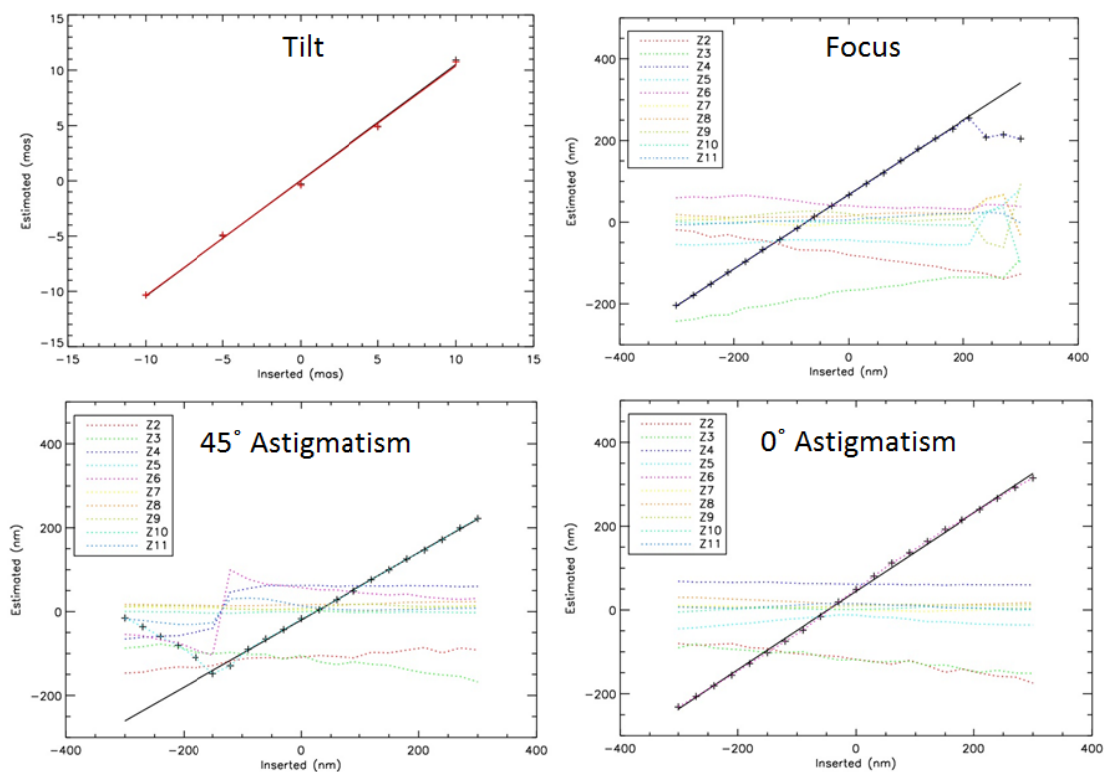 Tilt
15
10
5
0
−5
−10
−15
−15 −10 −5 0 5 10 15
Estimated (mas)
Inserted (mas)
Focus
Z2
Z3
Z4
Z5
Z6
Z7
Z8
Z9
Z10
Z11
400
200
0
−200
−400 −200 0 200 400
Estimated (nm)
Inserted (nm)
45° Astigmatism
Z2
Z3
Z4
Z5
Z6
Z7
Z8
Z9
Z10
Z11
400
200
0
−200
−400 −200 0 200 400
Estimated (nm)
Inserted (nm)
0° Astigmatism
Z2
Z3
Z4
Z5
Z6
Z7
Z8
Z9
Z10
Z11
400
200
0
−200
−400 −200 0 200 400
Estimated (nm)
Inserted (nm)